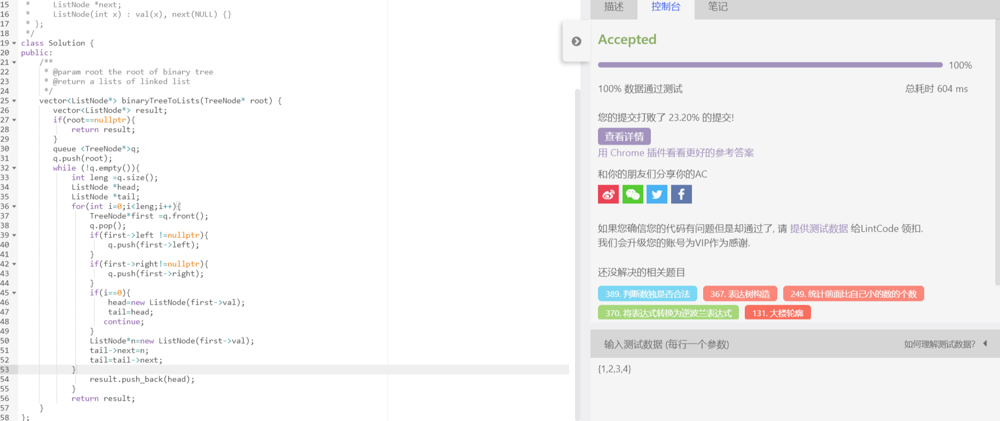 15 *     ListNode *next;
16 *     ListNode(int x) : val(x), next(NULL) {}
17 * };
18 */
19 class Solution {
20 public:
21     /**
22      * @param root the root of binary tree
23      * @return a lists of linked list
24      */
25     vector<ListNode*> binaryTreeToLists(TreeNode* root) {
26        vector<ListNode*> result;
27        if(root==nullptr){
28            return result;
29        }
30        queue <TreeNode*>q;
31        q.push(root);
32        while (!q.empty()){
33            int leng =q.size();
34            ListNode *head;
35            ListNode *tail;
36            for(int i=0;i<leng;i++){
37                TreeNode*first =q.front();
38                q.pop();
39                if(first->left !=nullptr){
40                    q.push(first->left);
41                }
42                if(first->right!=nullptr){
43                    q.push(first->right);
44                }
45                if(i==0){
46                    head=new ListNode(first->val);
47                    tail=head;
48                   continue;
49                }
50                ListNode*n=new ListNode(first->val);
51                tail->next=n;
52                tail=tail->next;
53            }
54                result.push_back(head);
55            }
56            return result;
57     }
58 };
描述 控制台 笔记
Accepted
100%
100% 数据通过测试 总耗时 604 ms
您的提交打败了 23.20% 的提交!
查看详情
用 Chrome 插件看看更好的参考答案
和你的朋友们分享你的AC
如果您确信您的代码有问题但是却通过了, 请 提供测试数据 给LintCode 领扣.
我们会升级您的账号为VIP作为感谢.
还没解决的相关题目
389. 判断数独是否合法 367. 表达树构造 249. 统计前面比自己小的数的个数
370. 将表达式转换为逆波兰表达式 131. 大楼轮廓
输入测试数据 (每行一个参数) 如何理解测试数据?
{1,2,3,4}